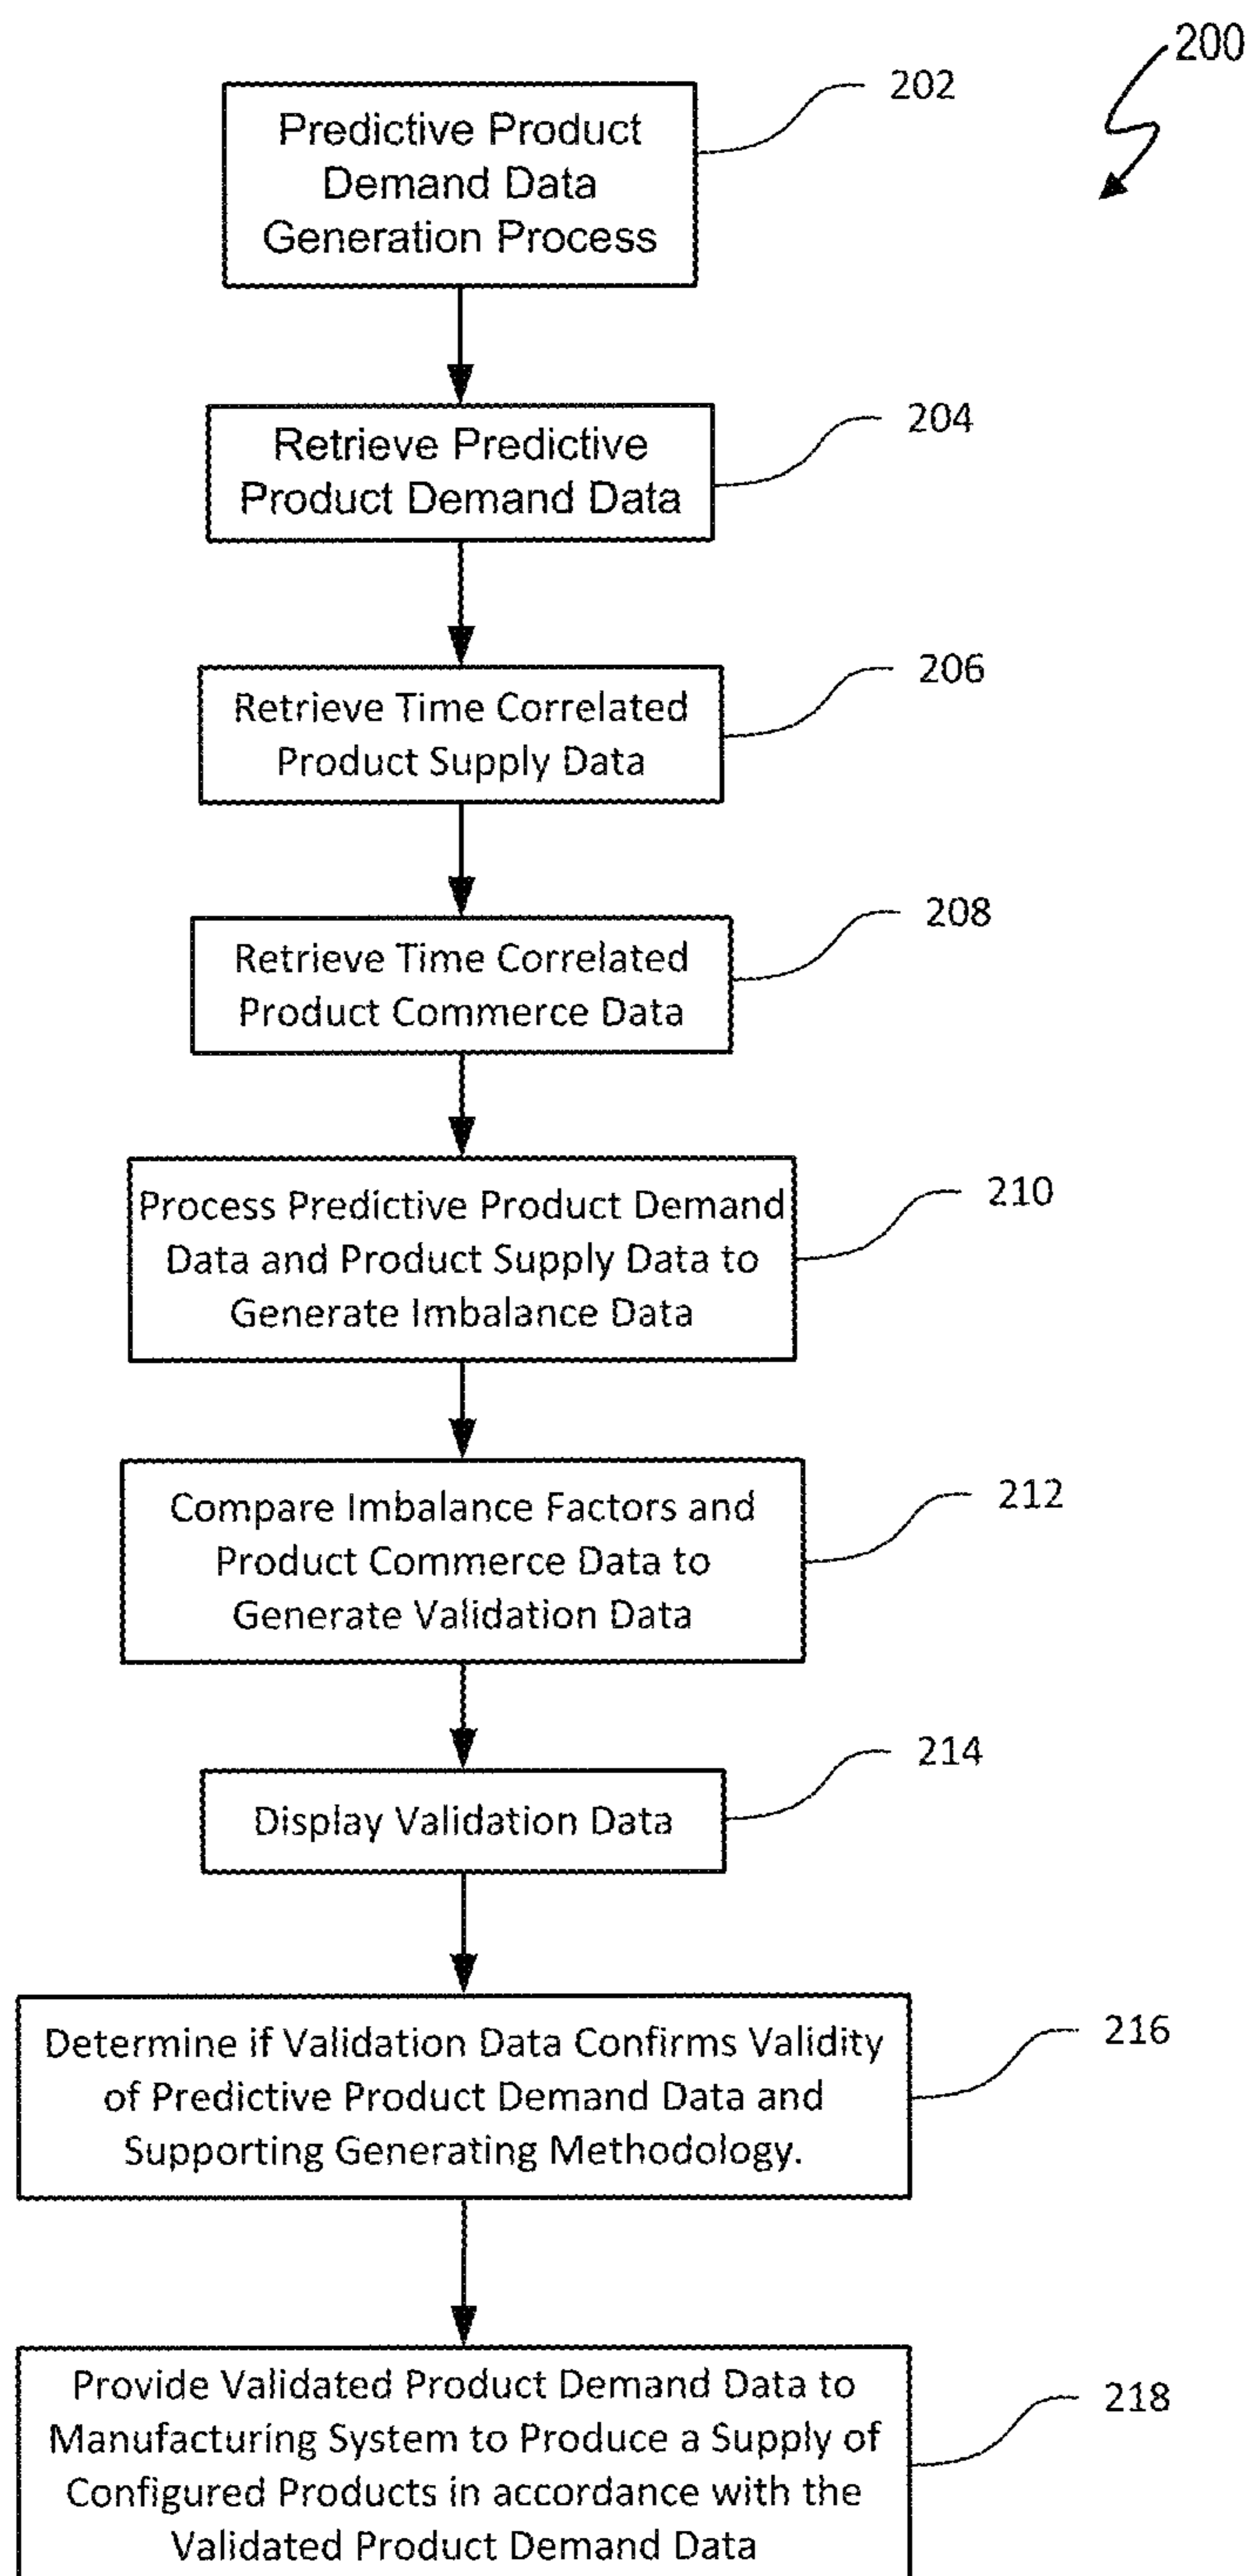 200
202
Predictive Product
Demand Data
Generation Process
204
Retrieve Predictive
Product Demand Data
206
Retrieve Time Correlated
Product Supply Data
208
Retrieve Time Correlated
Product Commerce Data
210
Process Predictive Product Demand
Data and Product Supply Data to
Generate Imbalance Data
212
Compare Imbalance Factors and
Product Commerce Data to
Generate Validation Data
214
Display Validation Data
216
Determine if Validation Data Confirms Validity
of Predictive Product Demand Data and
Supporting Generating Methodology.
218
Provide Validated Product Demand Data to
Manufacturing System to Produce a Supply of
Configured Products in accordance with the
Validated Product Demand Data